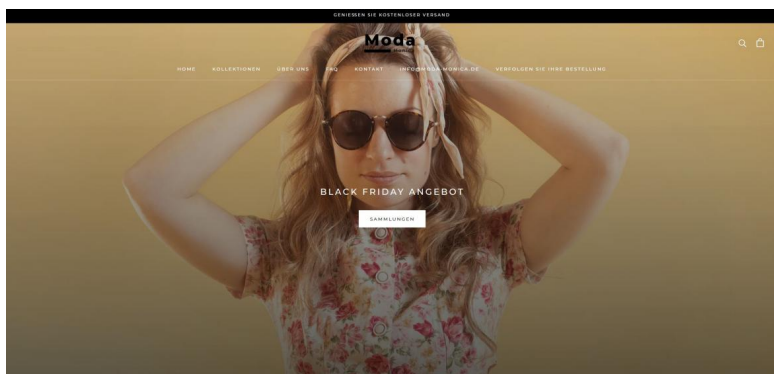 GENIESSEN SIE KOSTENLOSER VERSAND
Moda
HOME KOLLEKTIONEN ÜBER UNS FAQ KONTAKT INFO@MODA-MUNICA.DE VERFOLGEN SIE IHRE BESTELLUNG
BLACK FRIDAY ANGEBOT
SAMMLUNGEN